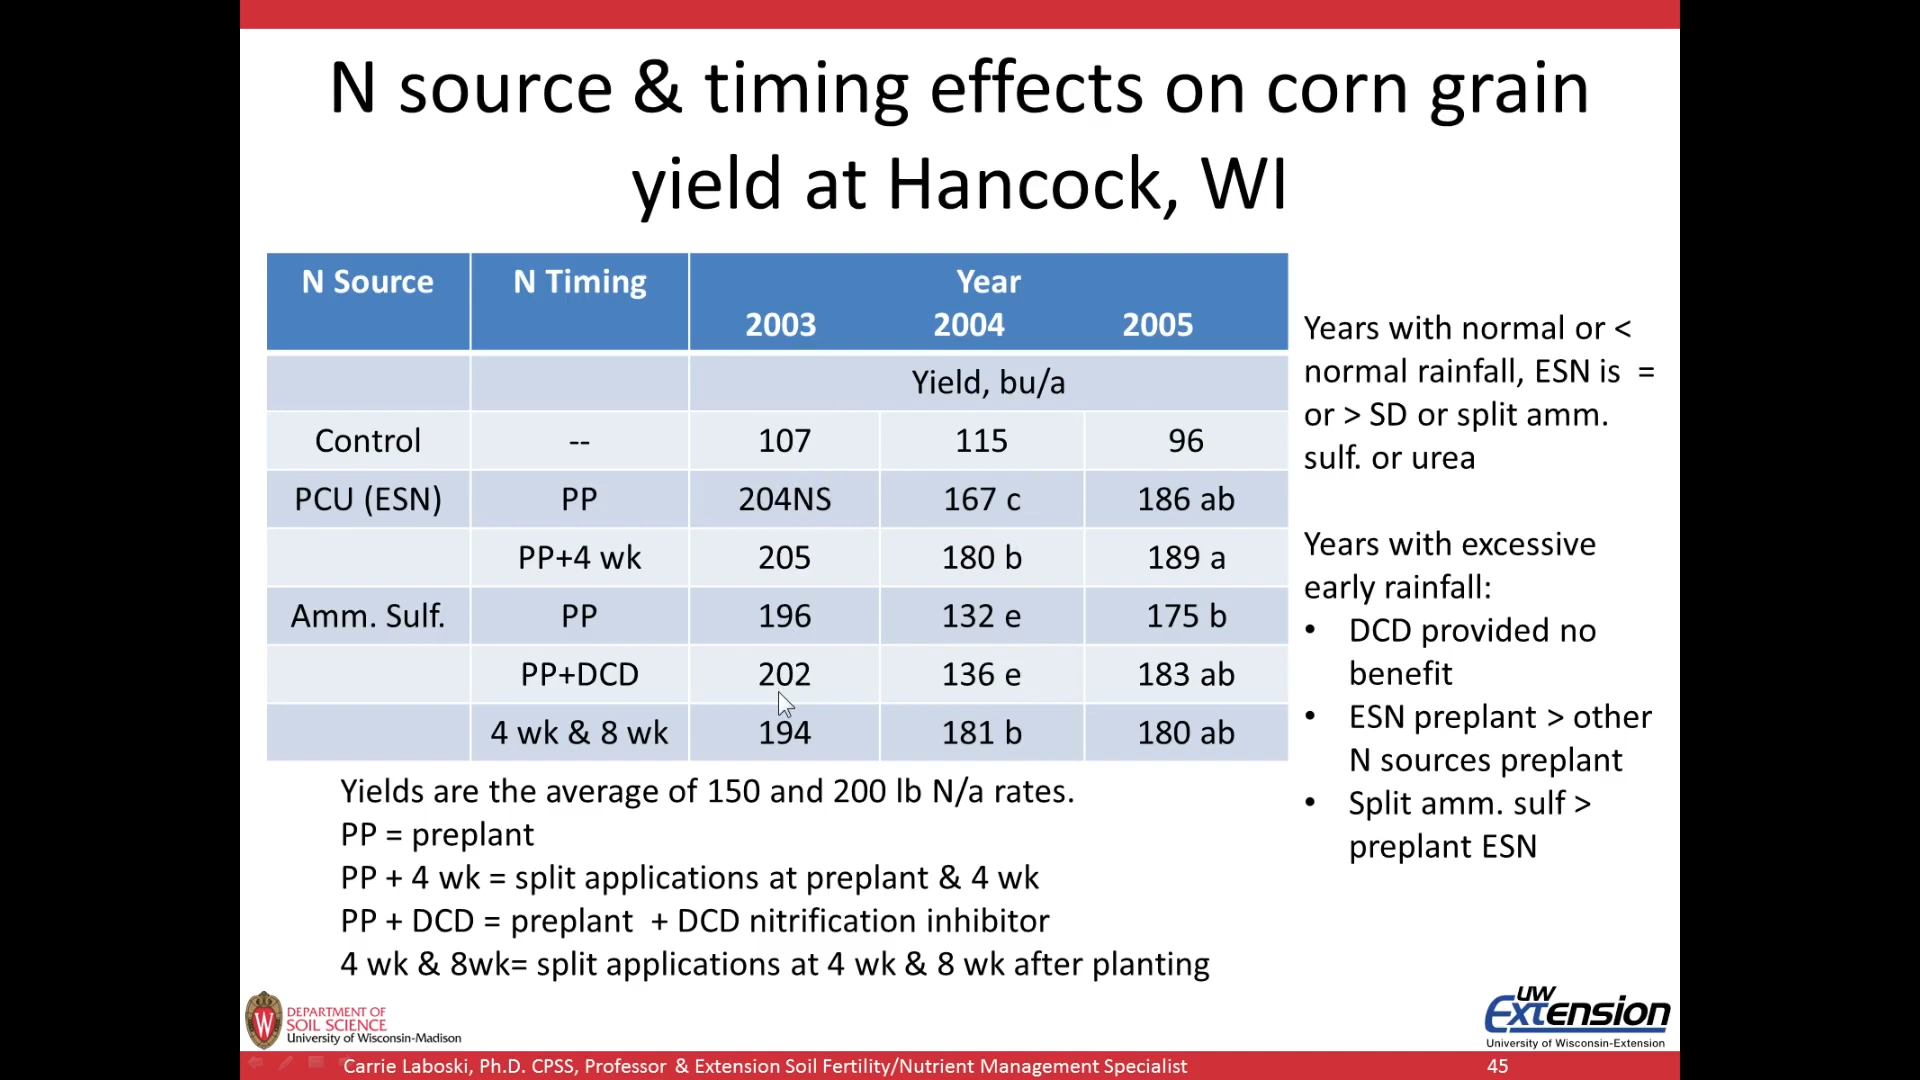 N source & timing effects on corn grain
yield at Hancock, WI
N Source N Timing Year
2003 2004 2005
Yield, bu/a
Control -- 107 115 96
PCU (ESN) PP 204NS 167 c 186 ab
PP+4 wk 205 180 b 189 a
Amm. Sulf. PP 196 132 e 175 b
PP+DCD 202 136 e 183 ab
4 wk & 8 wk 194 181 b 180 ab
Years with normal or <
normal rainfall, ESN is =
or > SD or split amm.
sulf. or urea
Years with excessive
early rainfall:
• DCD provided no
benefit
• ESN preplant > other
N sources preplant
• Split amm. sulf >
preplant ESN
Yields are the average of 150 and 200 lb N/a rates.
PP = preplant
PP + 4 wk = split applications at preplant & 4 wk
PP + DCD = preplant + DCD nitrification inhibitor
4 wk & 8wk= split applications at 4 wk & 8 wk after planting
W
DEPARTMENT OF
SOIL SCIENCE
University of Wisconsin-Madison
UW
Extension
University of Wisconsin-Extension
Carrie Laboski, Ph.D. CPSS, Professor & Extension Soil Fertility/Nutrient Management Specialist 45